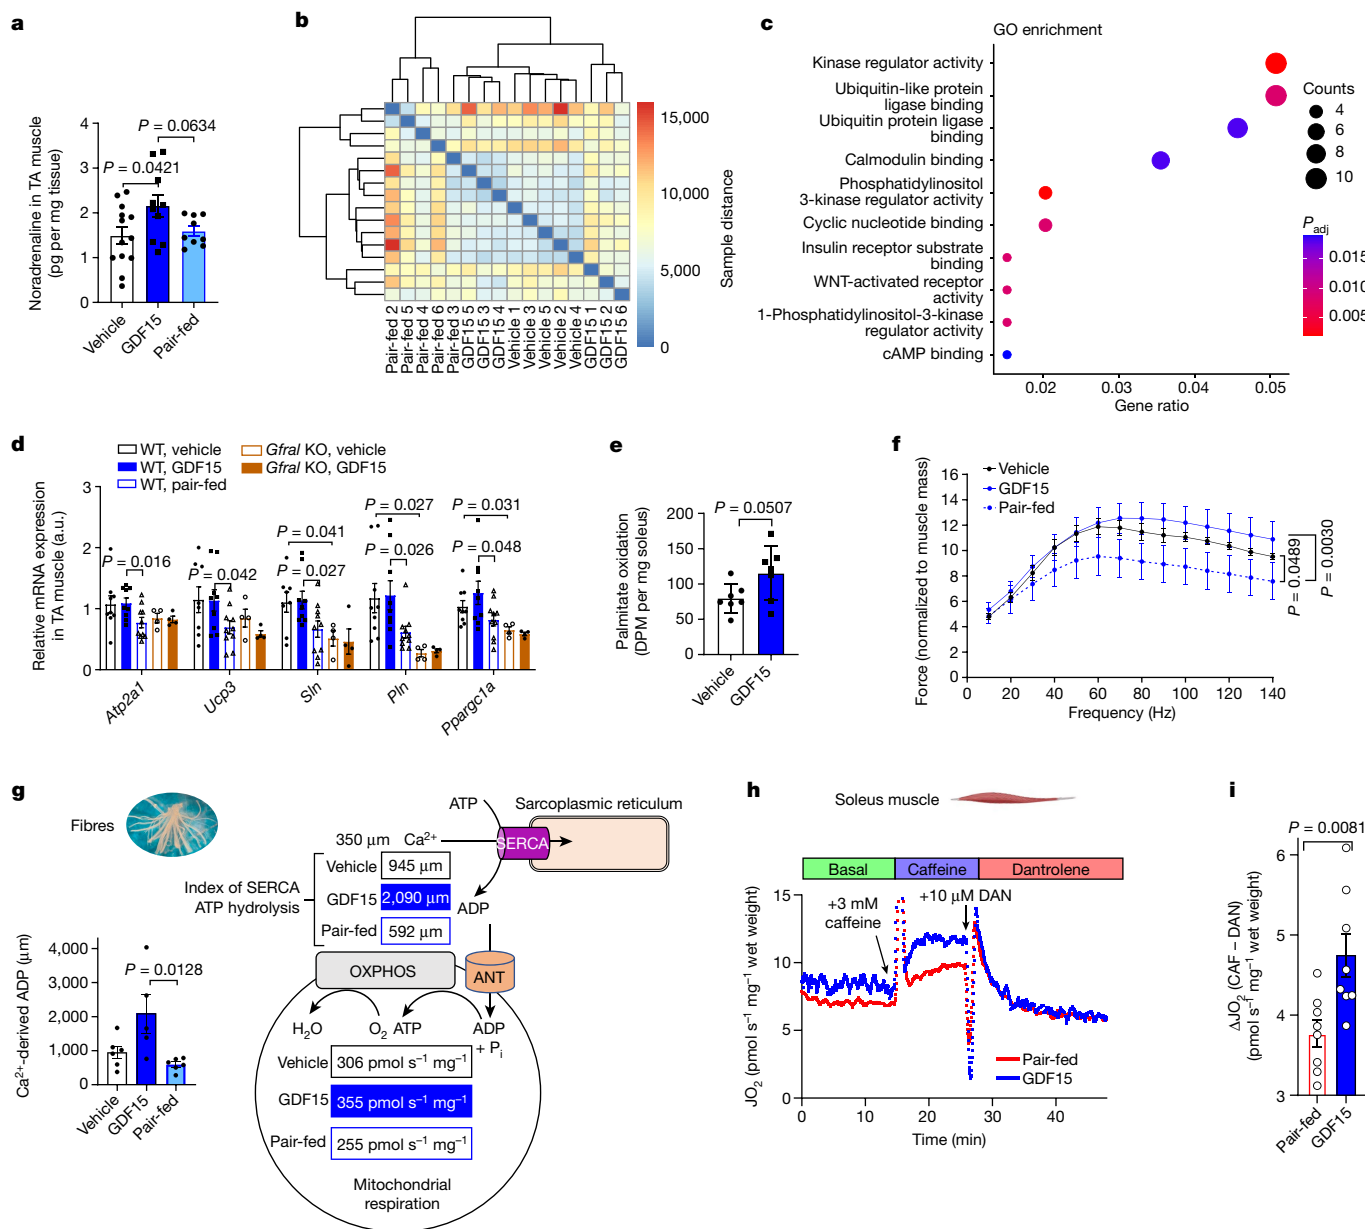 a
Noradrenaline in TA muscle
(pg per mg tissue)
4
3
2
1
0
P = 0.0634
P = 0.0421
Vehicle
GDF15
Pair-fed
b
15,000
10,000
5,000
0
Sample distance
Pair-fed 2
Pair-fed 5
Pair-fed 4
Pair-fed 6
Pair-fed 3
GDF15 5
GDF15 3
GDF15 4
Vehicle 1
Vehicle 3
Vehicle 5
Vehicle 2
Vehicle 4
GDF15 1
GDF15 2
GDF15 6
c
GO enrichment
Kinase regulator activity
Ubiquitin-like protein
ligase binding
Ubiquitin protein ligase
binding
Calmodulin binding
Phosphatidylinositol
3-kinase regulator activity
Cyclic nucleotide binding
Insulin receptor substrate
binding
WNT-activated receptor
activity
1-Phosphatidylinositol-3-kinase
regulator activity
cAMP binding
0.02 0.03 0.04 0.05
Gene ratio
Counts
4
6
8
10
Padj
0.015
0.010
0.005
d
WT, vehicle
WT, GDF15
WT, pair-fed
Gfral KO, vehicle
Gfral KO, GDF15
Relative mRNA expression
in TA muscle (a.u.)
3
2
1
0
P = 0.016
P = 0.042
P = 0.041
P = 0.027
P = 0.027
P = 0.026
P = 0.031
P = 0.048
Atp2a1
Ucp3
Sln
Pln
Ppargc1a
e
Palmitate oxidation
(DPM per mg soleus)
200
150
100
50
0
P = 0.0507
Vehicle
GDF15
f
Force (normalized to muscle mass)
16
14
12
10
8
6
4
2
0
Vehicle
GDF15
Pair-fed
P = 0.0489
P = 0.0030
0 20 40 60 80 100 120 140
Frequency (Hz)
g
Fibres
ATP
Sarcoplasmic reticulum
350 µm Ca²⁺
SERCA
Index of SERCA
ATP hydrolysis
Vehicle 945 µm
GDF15 2,090 µm
Pair-fed 592 µm
ADP
OXPHOS
ANT
H₂O
O₂ ATP
ADP
+ Pᵢ
Vehicle 306 pmol s⁻¹ mg⁻¹
GDF15 355 pmol s⁻¹ mg⁻¹
Pair-fed 255 pmol s⁻¹ mg⁻¹
Mitochondrial
respiration
Ca²⁺-derived ADP (µm)
4,000
3,000
2,000
1,000
0
P = 0.0128
Vehicle
GDF15
Pair-fed
h
Soleus muscle
Basal Caffeine Dantrolene
JO₂ (pmol s⁻¹ mg⁻¹ wet weight)
15
10
5
0
+3 mM
caffeine
+10 µM DAN
Pair-fed
GDF15
0 10 20 30 40
Time (min)
i
P = 0.0081
ΔJO₂ (CAF − DAN)
(pmol s⁻¹ mg⁻¹ wet weight)
6
5
4
3
Pair-fed
GDF15